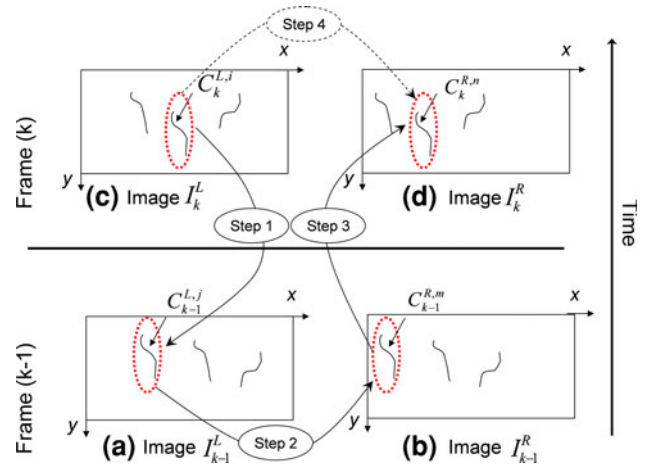 Step 4
x
x
C_k^{L,i}
C_k^{R,n}
Frame (k)
y
y
(c) Image I_k^L
(d) Image I_k^R
Step 1
Step 3
Time
x
x
C_{k-1}^{L,j}
C_{k-1}^{R,m}
Frame (k-1)
y
y
Step 2
(a) Image I_{k-1}^L
(b) Image I_{k-1}^R